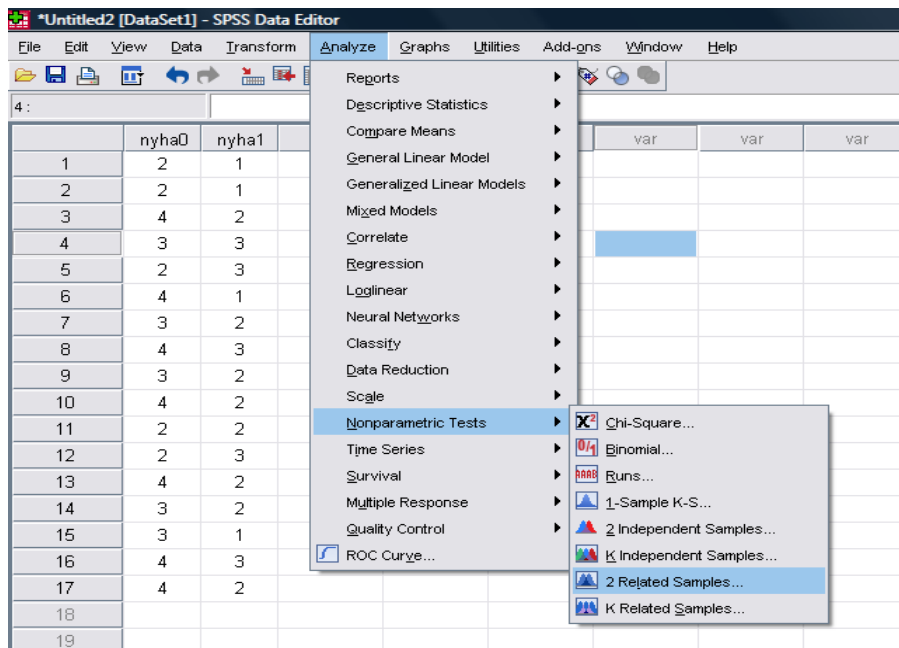 *Untitled2 [DataSet1] - SPSS Data Editor
File Edit View Data Transform Analyze Graphs Utilities Add-ons Window Help
4 :
nyha0 nyha1 var var var
1 2 1
2 2 1
3 4 2
4 3 3
5 2 3
6 4 1
7 3 2
8 4 3
9 3 2
10 4 2
11 2 2
12 2 3
13 4 2
14 3 2
15 3 1
16 4 3
17 4 2
18
19
Reports
Descriptive Statistics
Compare Means
General Linear Model
Generalized Linear Models
Mixed Models
Correlate
Regression
Loglinear
Neural Networks
Classify
Data Reduction
Scale
Nonparametric Tests
Time Series
Survival
Multiple Response
Quality Control
ROC Curve...
X² Chi-Square...
0/1 Binomial...
AAAB Runs...
1-Sample K-S...
2 Independent Samples...
K Independent Samples...
2 Related Samples...
K Related Samples...